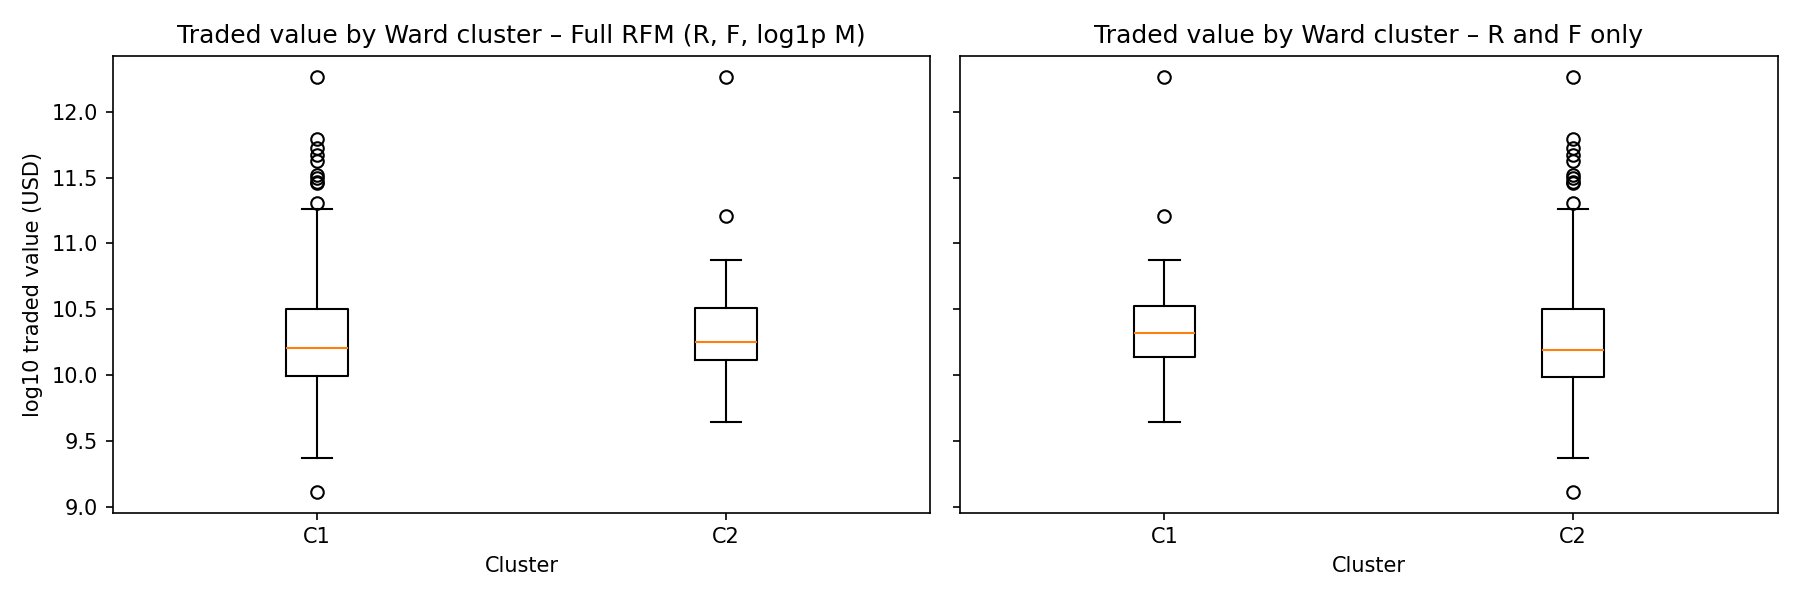 Traded value by Ward cluster – Full RFM (R, F, log1p M)
Traded value by Ward cluster – R and F only
log10 traded value (USD)
12.0
11.5
11.0
10.5
10.0
9.5
9.0
C1
C2
C1
C2
Cluster
Cluster